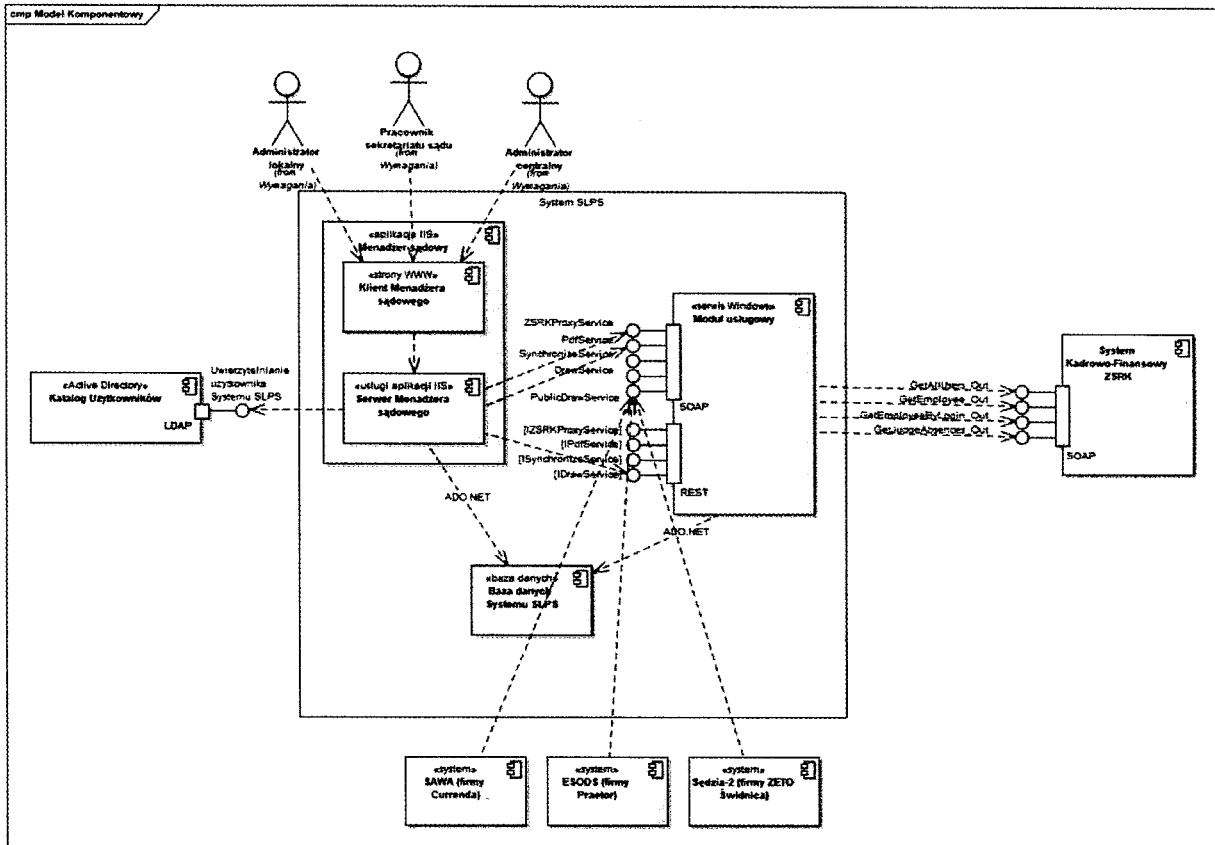 cmp Model Komponentowy
Administrator
lokalny
(from
Wymagania)
Pracownik
sekretariatu sądu
(from
Wymagania)
Administrator
centralny
(from
Wymagania)
System SLPS
«aplikacja IIS»
Menadżer sądowy
«strony WWW»
Klient Menadżera
sądowego
«usługi aplikacji IIS»
Serwer Menadżera
sądowego
«Active Directory»
Katalog Użytkowników
LDAP
Uwierzytelnianie
użytkownika
Systemu SLPS
ZSRKProxyService
PdfService
SynchronizeService
DrawService
PublicDrawService
SOAP
[IZSRKProxyService]
[IPdfService]
[ISynchronizeService]
[IDrawService]
REST
«serwis Windows»
Moduł usługowy
GetAllUsers_Out
GetEmployee_Out
GetEmployeeByLogin_Out
GetJudgeAbsences_Out
System
Kadrowo-Finansowy
ZSRK
SOAP
ADO.NET
ADO.NET
«baza danych»
Baza danych
Systemu SLPS
«system»
SAWA (firmy
Currenda)
«system»
ESODS (firmy
Praetor)
«system»
Sędzia-2 (firmy ZETO
Świdnica)